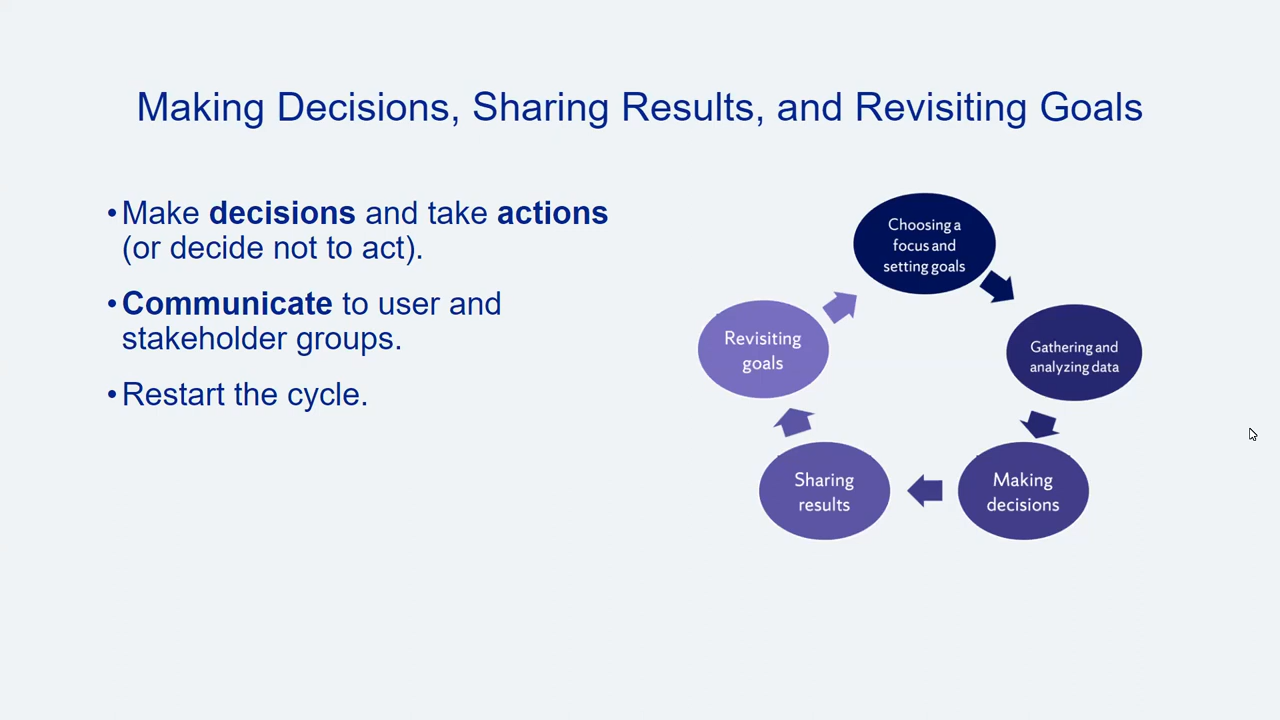 Making Decisions, Sharing Results, and Revisiting Goals
•Make decisions and take actions
(or decide not to act).
•Communicate to user and
stakeholder groups.
•Restart the cycle.
Choosing a
focus and
setting goals
Gathering and
analyzing data
Making
decisions
Sharing
results
Revisiting
goals